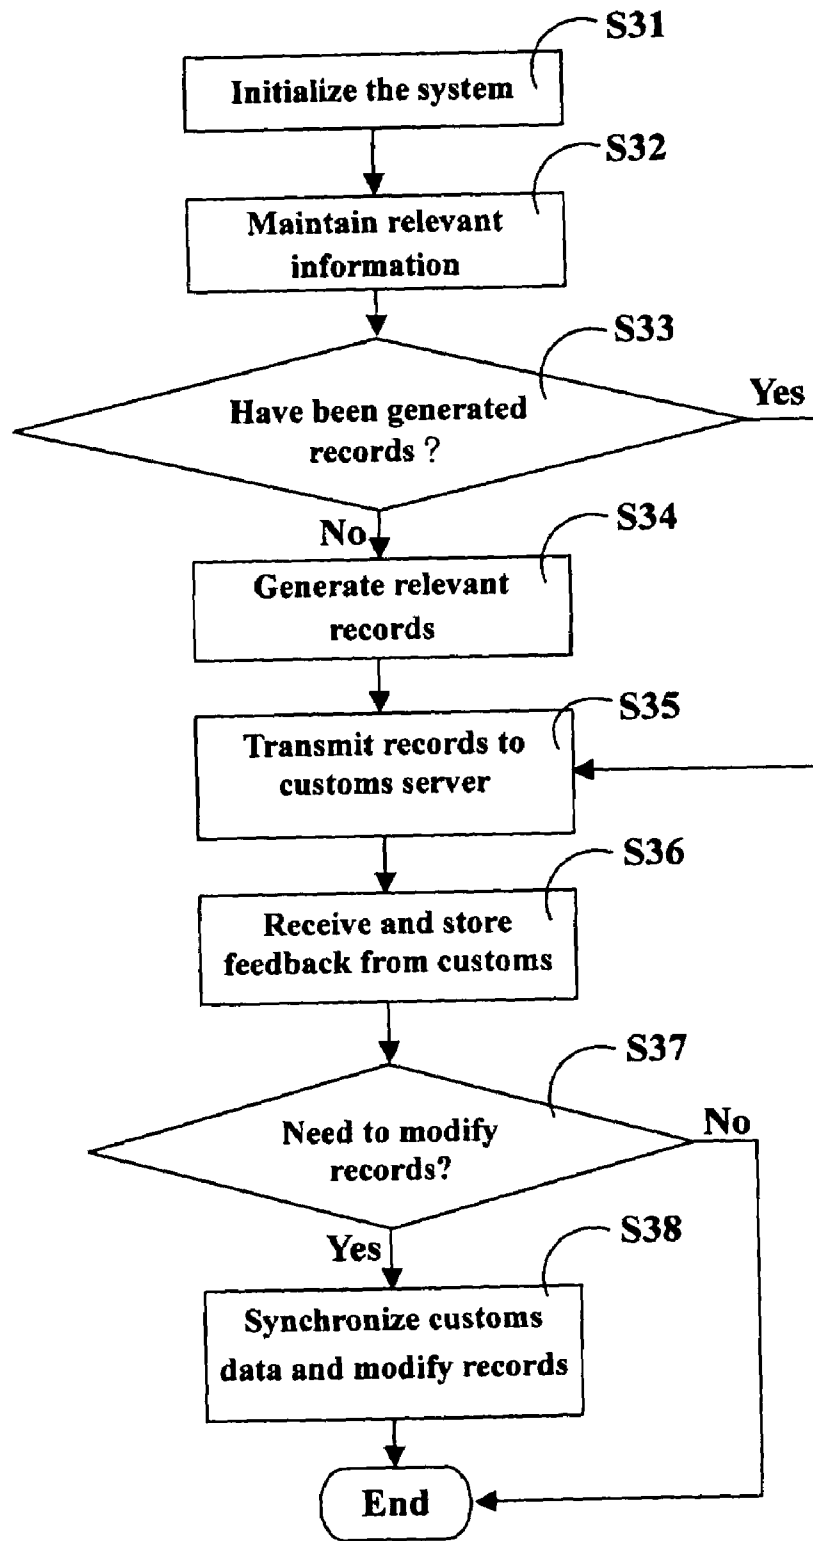 S31
Initialize the system
S32
Maintain relevant
information
S33
Have been generated
records ?
Yes
No
S34
Generate relevant
records
S35
Transmit records to
customs server
S36
Receive and store
feedback from customs
S37
Need to modify
records?
No
Yes
S38
Synchronize customs
data and modify records
End